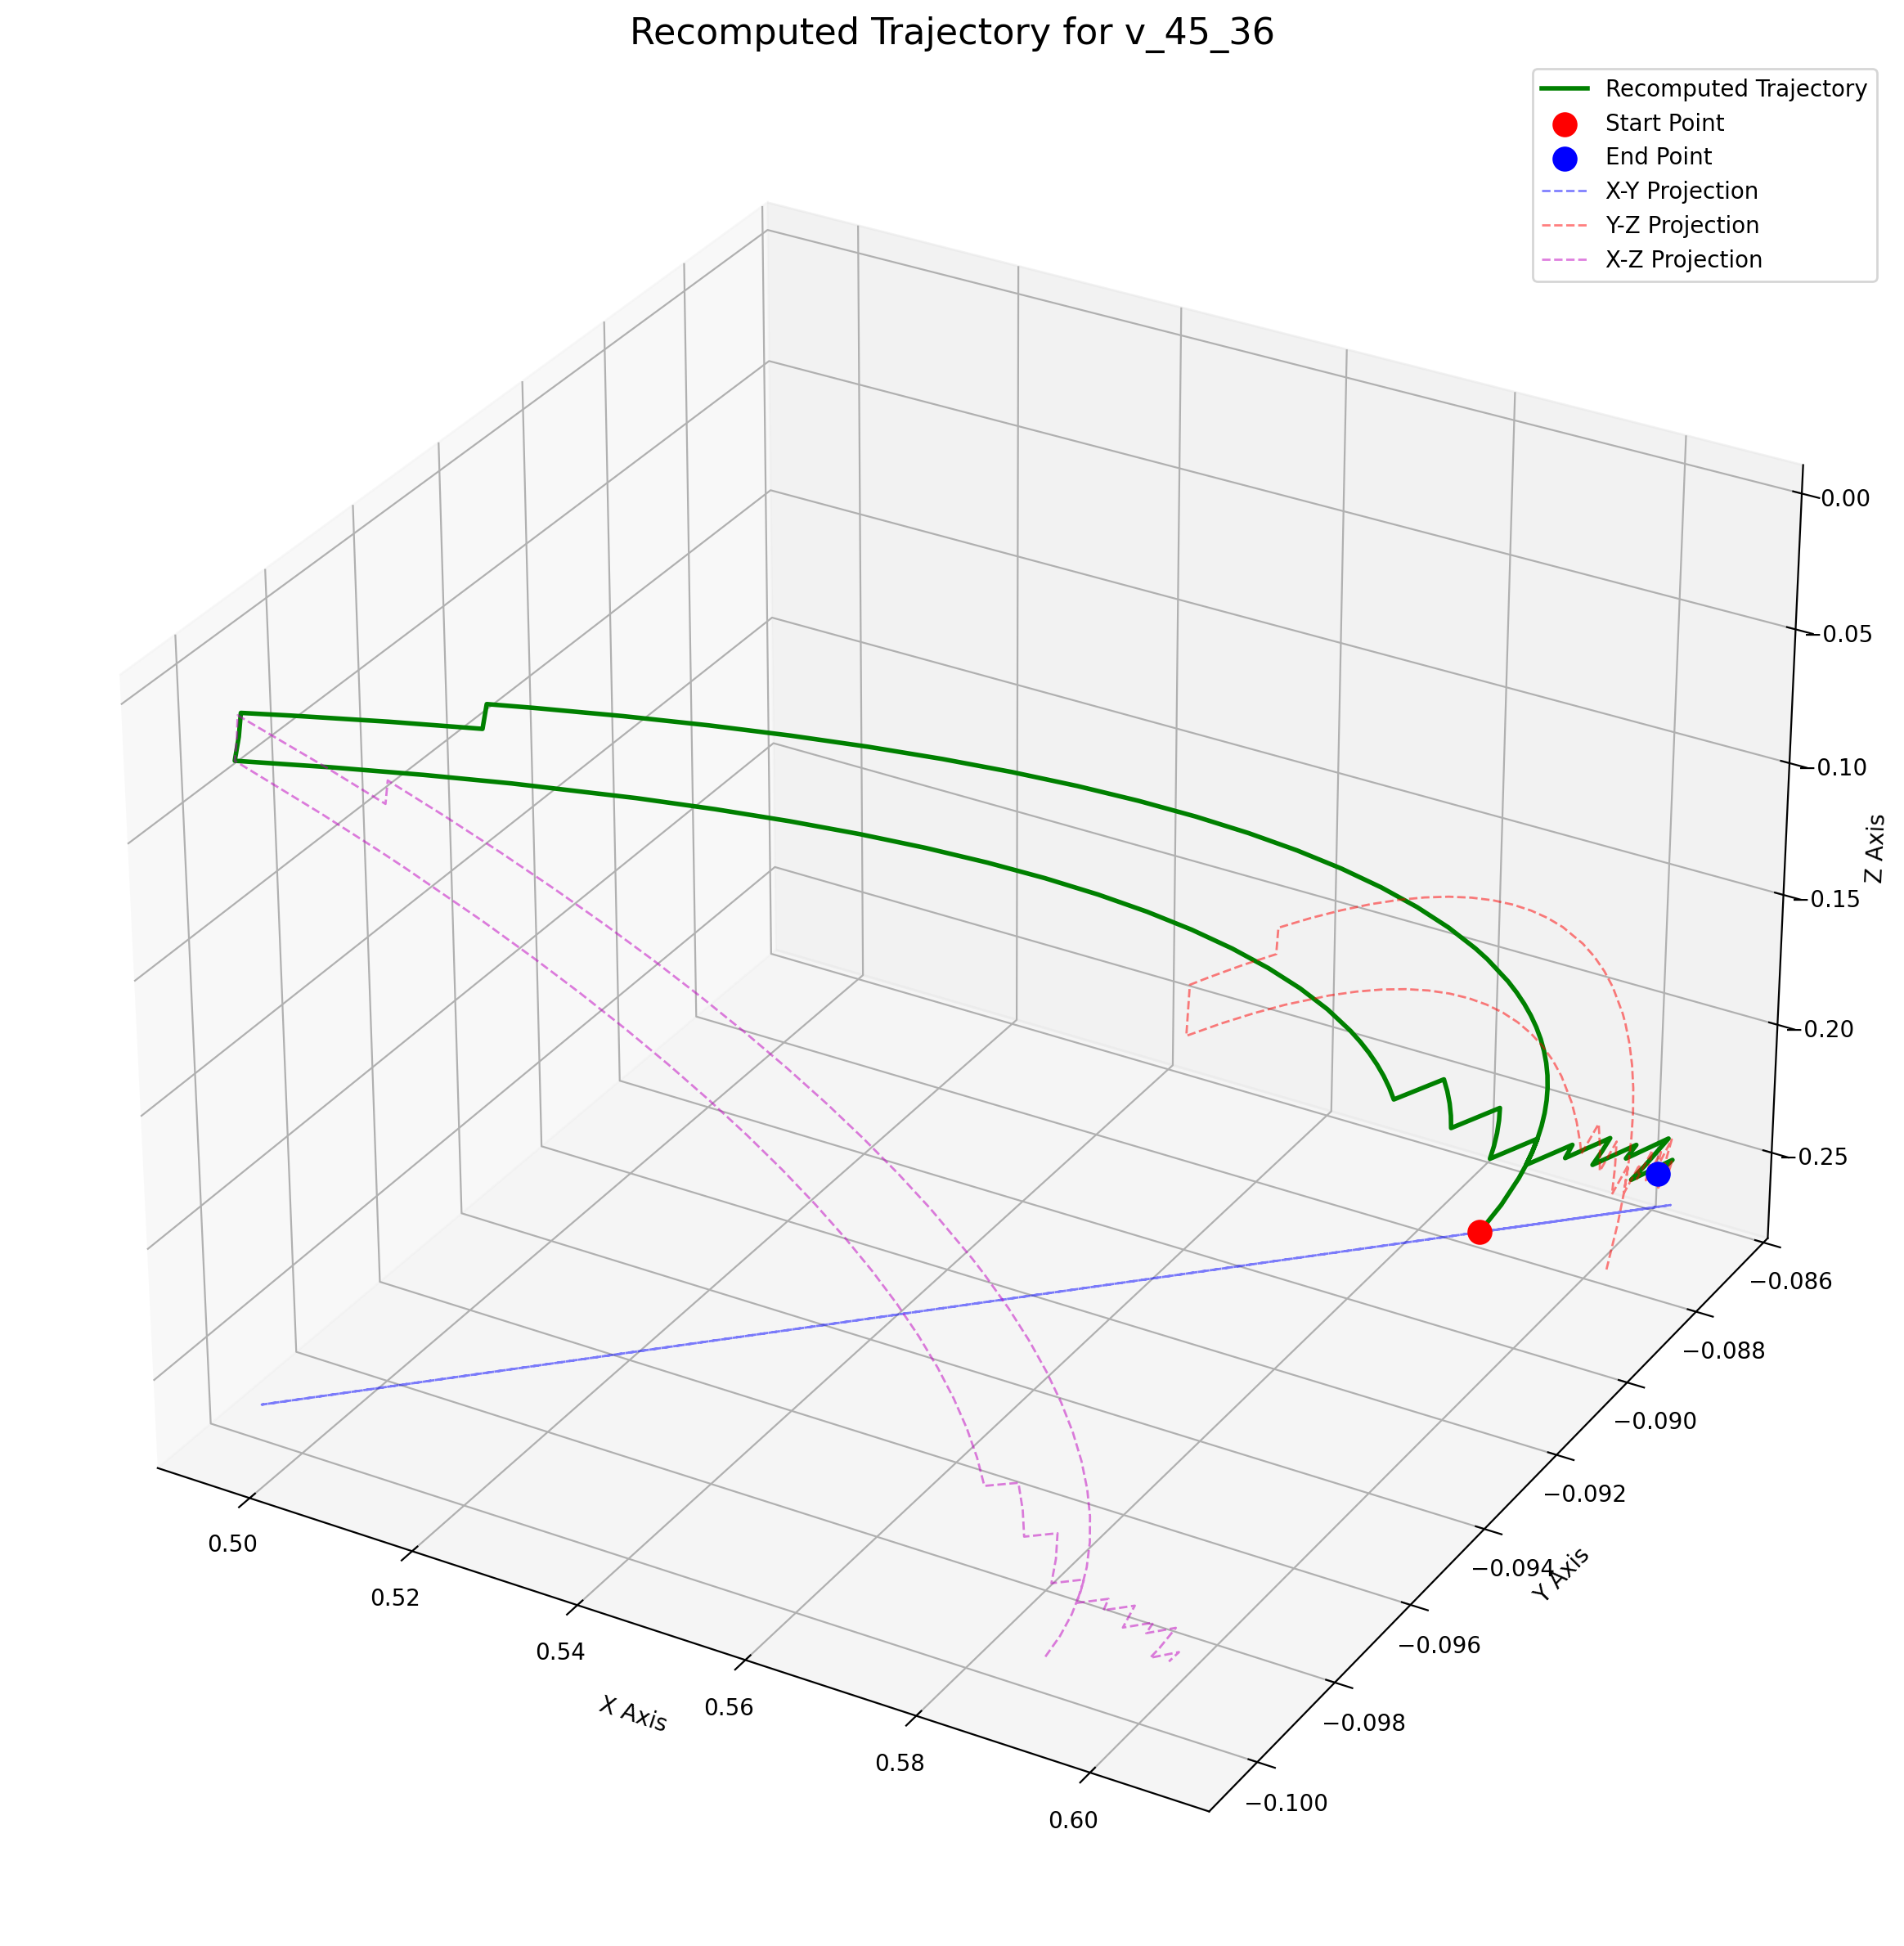 Recomputed Trajectory for v_45_36
Recomputed Trajectory
Start Point
End Point
X-Y Projection
Y-Z Projection
X-Z Projection
0.00
−0.05
−0.10
−0.15
−0.20
−0.25
Z Axis
−0.086
−0.088
−0.090
−0.092
−0.094
−0.096
−0.098
−0.100
Y Axis
0.50
0.52
0.54
0.56
0.58
0.60
X Axis